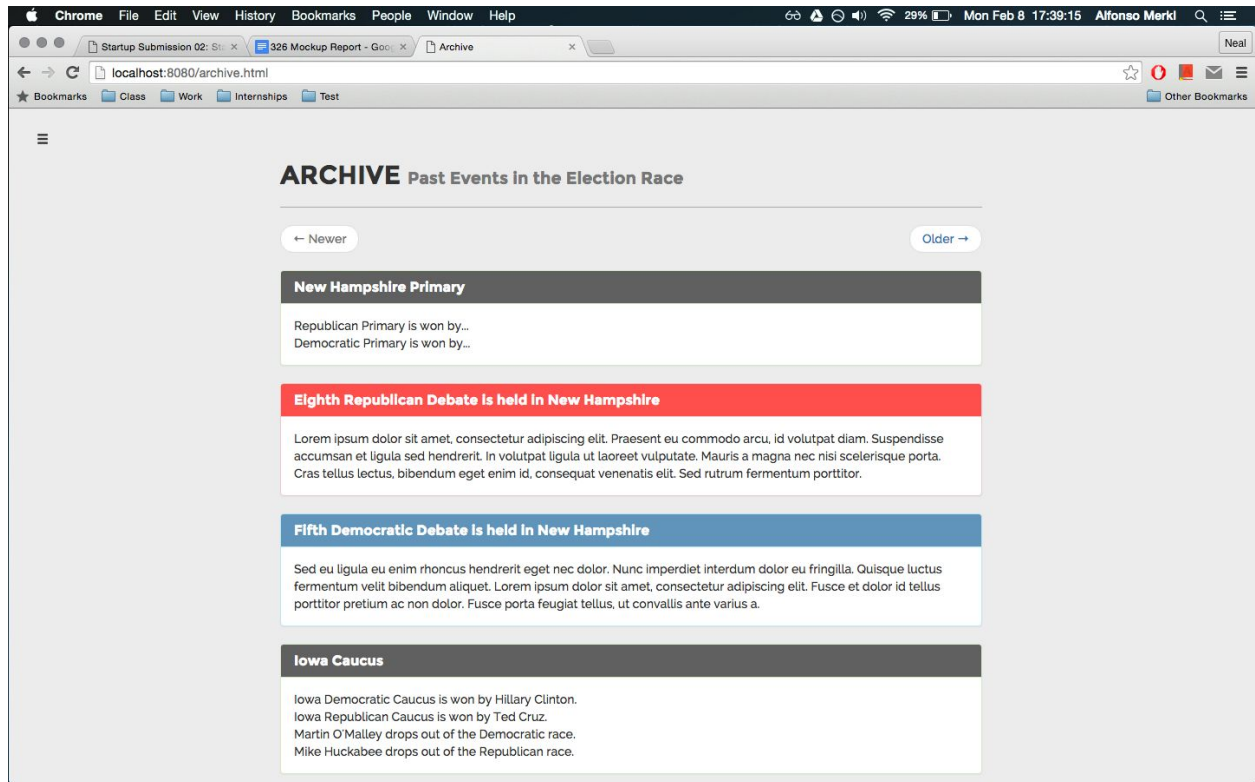 Chrome File Edit View History Bookmarks People Window Help 29% Mon Feb 8 17:39:15 Alfonso Merkl
Startup Submission 02: Sta 326 Mockup Report - Goog Archive Neal
localhost:8080/archive.html
Bookmarks Class Work Internships Test Other Bookmarks
ARCHIVE Past Events in the Election Race
← Newer Older →
New Hampshire Primary
Republican Primary is won by...
Democratic Primary is won by...
Eighth Republican Debate is held in New Hampshire
Lorem ipsum dolor sit amet, consectetur adipiscing elit. Praesent eu commodo arcu, id volutpat diam. Suspendisse
accumsan et ligula sed hendrerit. In volutpat ligula ut laoreet vulputate. Mauris a magna nec nisi scelerisque porta.
Cras tellus lectus, bibendum eget enim id, consequat venenatis elit. Sed rutrum fermentum porttitor.
Fifth Democratic Debate is held in New Hampshire
Sed eu ligula eu enim rhoncus hendrerit eget nec dolor. Nunc imperdiet interdum dolor eu fringilla. Quisque luctus
fermentum velit bibendum aliquet. Lorem ipsum dolor sit amet, consectetur adipiscing elit. Fusce et dolor id tellus
porttitor pretium ac non dolor. Fusce porta feugiat tellus, ut convallis ante varius a.
Iowa Caucus
Iowa Democratic Caucus is won by Hillary Clinton.
Iowa Republican Caucus is won by Ted Cruz.
Martin O'Malley drops out of the Democratic race.
Mike Huckabee drops out of the Republican race.